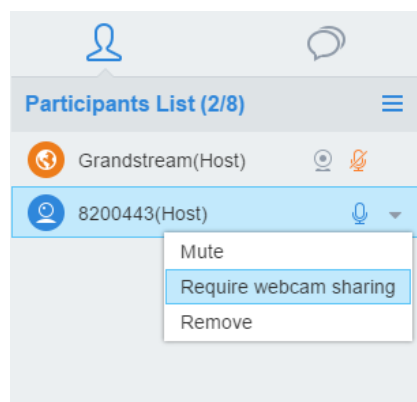 Participants List (2/8)
Grandstream(Host)
8200443(Host)
Mute
Require webcam sharing
Remove